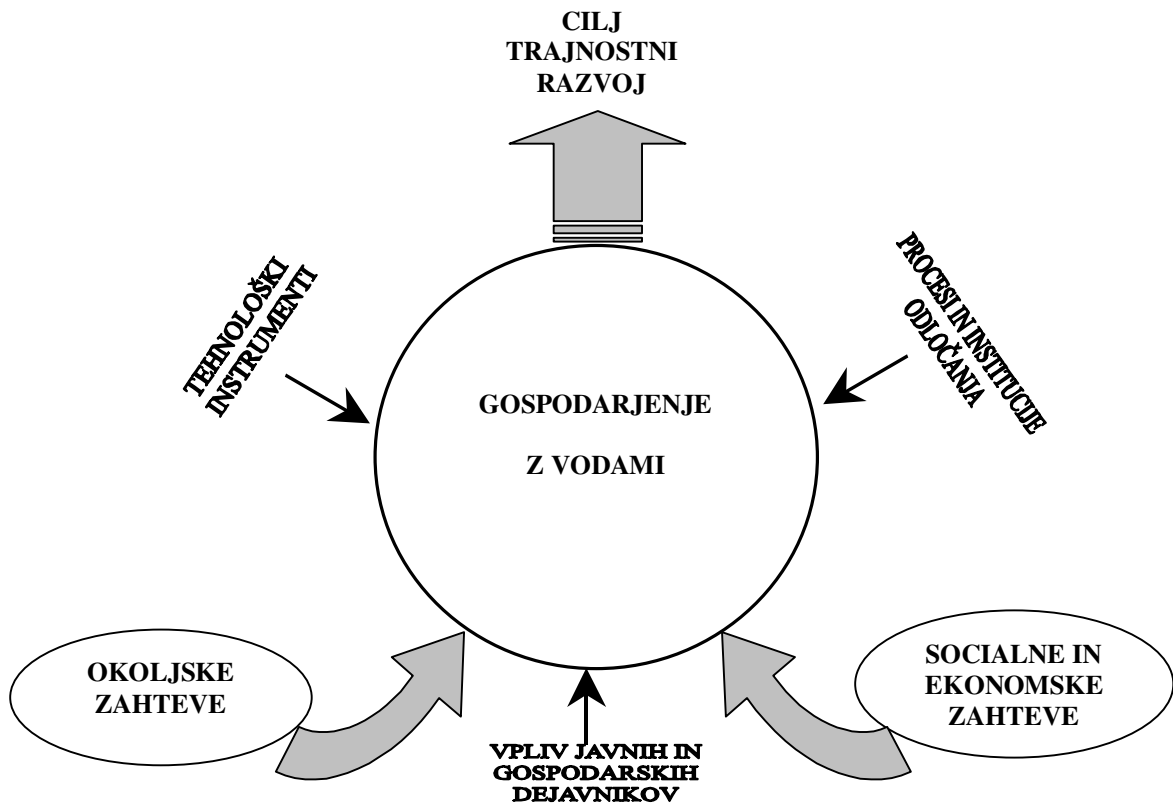 CILJ
TRAJNOSTNI
RAZVOJ
TEHNOLOŠKI
INSTRUMENTI
PROCESI IN INSTITUCIJE
ODLOČANJA
GOSPODARJENJE
Z VODAMI
OKOLJSKE
ZAHTEVE
SOCIALNE IN
EKONOMSKE
ZAHTEVE
VPLIV JAVNIH IN
GOSPODARSKIH
DEJAVNIKOV